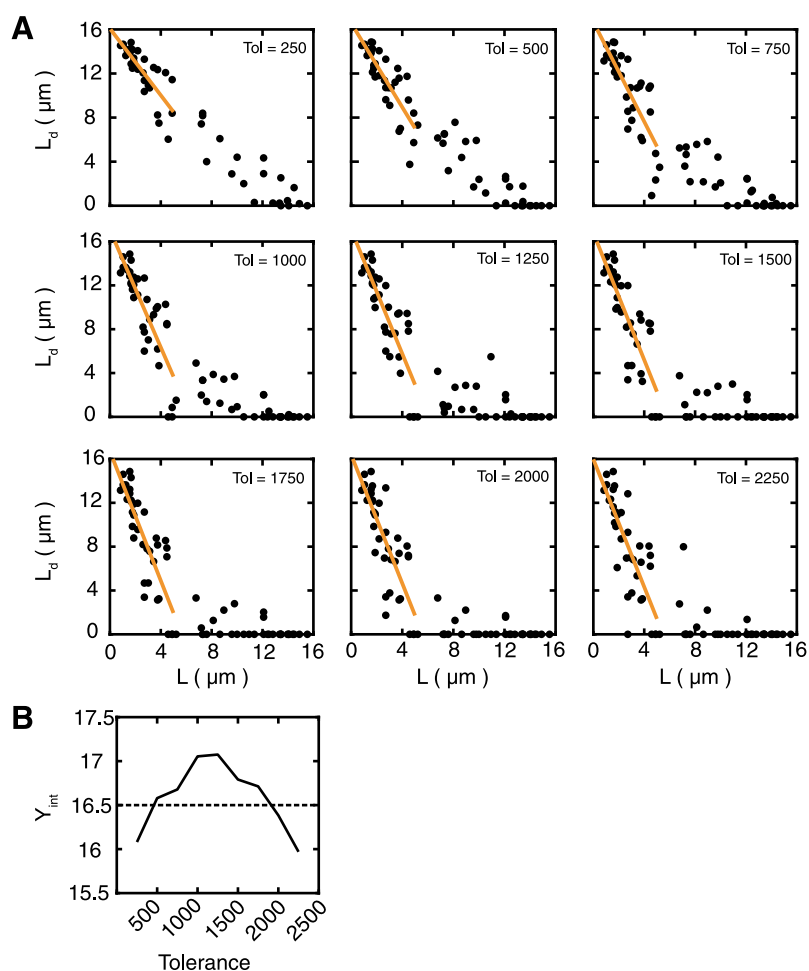 A
16
12
8
4
0
L_d ( µm )
Tol = 250
Tol = 500
Tol = 750
16
12
8
4
0
L_d ( µm )
Tol = 1000
Tol = 1250
Tol = 1500
16
12
8
4
0
L_d ( µm )
Tol = 1750
Tol = 2000
Tol = 2250
0 4 8 12 16
0 4 8 12 16
0 4 8 12 16
L ( µm )
L ( µm )
L ( µm )
B
17.5
17
16.5
16
15.5
Y_int
500 1000 1500 2000 2500
Tolerance